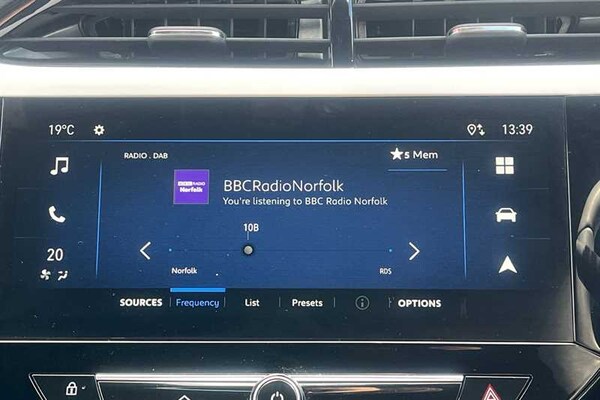 19°C
13:39
RADIO . DAB
★5 Mem
BBC RADIO
Norfolk
BBCRadioNorfolk
You're listening to BBC Radio Norfolk
20
10B
Norfolk
RDS
SOURCES Frequency List Presets OPTIONS